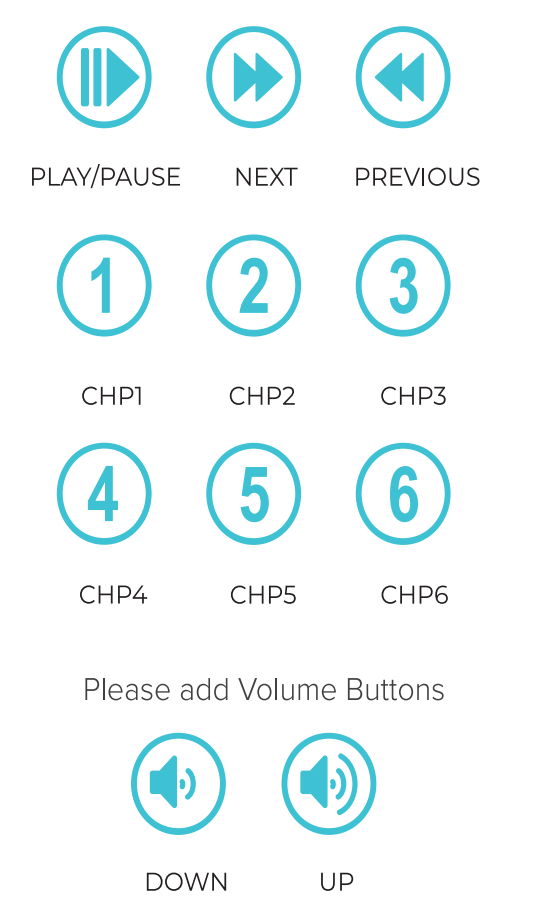 PLAY/PAUSE NEXT PREVIOUS
1 2 3
CHP1 CHP2 CHP3
4 5 6
CHP4 CHP5 CHP6
Please add Volume Buttons
DOWN UP